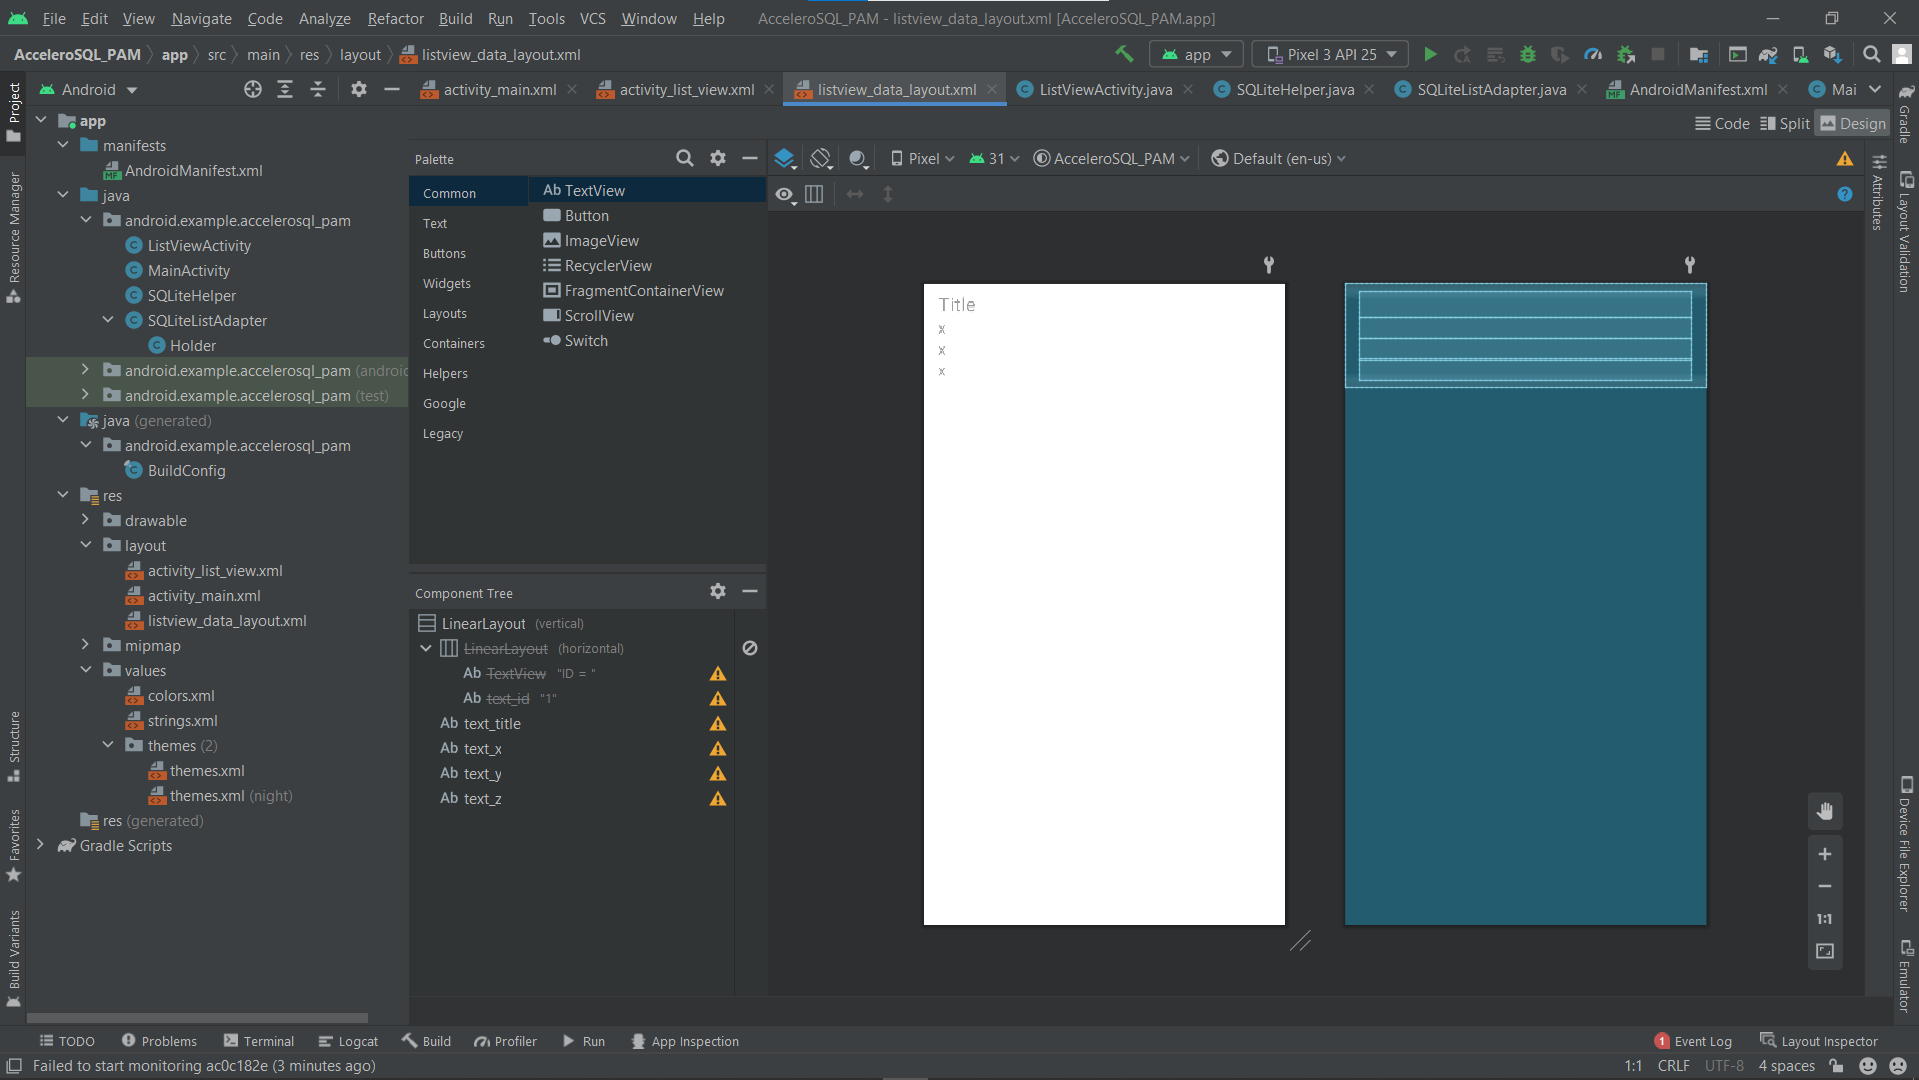 File Edit View Navigate Code Analyze Refactor Build Run Tools VCS Window Help AcceleroSQL_PAM - listview_data_layout.xml [AcceleroSQL_PAM.app]
AcceleroSQL_PAM app src main res layout listview_data_layout.xml app Pixel 3 API 25
Project
Android
activity_main.xml activity_list_view.xml listview_data_layout.xml ListViewActivity.java SQLiteHelper.java SQLiteListAdapter.java AndroidManifest.xml Mai
Gradle
Code Split Design
app
manifests
AndroidManifest.xml
java
android.example.accelerosql_pam
ListViewActivity
MainActivity
SQLiteHelper
SQLiteListAdapter
Holder
android.example.accelerosql_pam (androi
android.example.accelerosql_pam (test)
java (generated)
android.example.accelerosql_pam
BuildConfig
res
drawable
layout
activity_list_view.xml
activity_main.xml
listview_data_layout.xml
mipmap
values
colors.xml
strings.xml
themes (2)
themes.xml
themes.xml (night)
res (generated)
Gradle Scripts
Resource Manager
Structure
Favorites
Build Variants
Palette
Common
Text
Buttons
Widgets
Layouts
Containers
Helpers
Google
Legacy
Ab TextView
Button
ImageView
RecyclerView
FragmentContainerView
ScrollView
Switch
Component Tree
LinearLayout (vertical)
LinearLayout (horizontal)
Ab TextView "ID = "
Ab text_id "1"
Ab text_title
Ab text_x
Ab text_y
Ab text_z
Pixel 31 AcceleroSQL_PAM Default (en-us)
Title
x
x
x
1:1
Attributes
Layout Validation
Device File Explorer
Emulator
TODO Problems Terminal Logcat Build Profiler Run App Inspection 1 Event Log Layout Inspector
Failed to start monitoring ac0c182e (3 minutes ago) 1:1 CRLF UTF-8 4 spaces